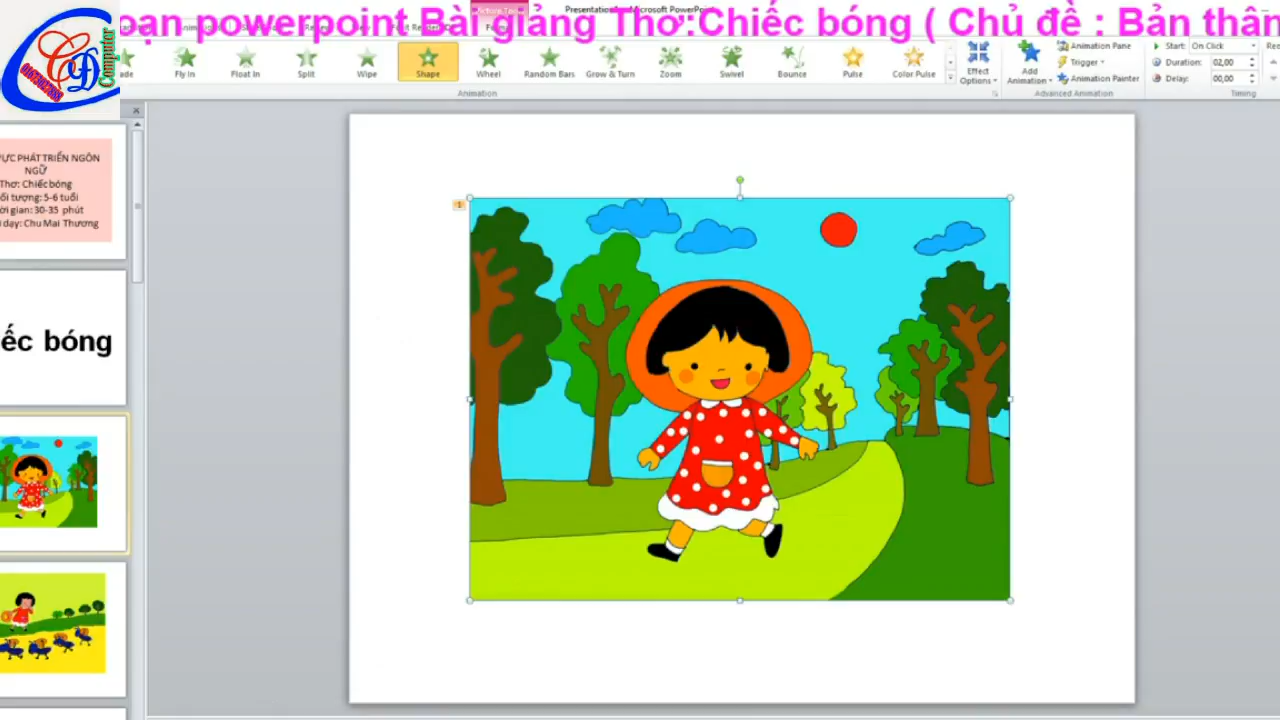 Presentation - Microsoft PowerPoint
oạn powerpoint Bài giảng Thơ:Chiếc bóng ( Chủ đề : Bản thân
Computer
Fly In Float In Split Wipe Shape Wheel Random Bars Grow & Turn Zoom Swivel Bounce Pulse Color Pulse
Effect Options
Add Animation
Animation Pane
Trigger
Animation Painter
Start: On Click
Duration: 02,00
Delay: 00,00
Animation
Advanced Animation
Timing
ỰC PHÁT TRIỂN NGÔN
NGỮ
Thơ: Chiếc bóng
ối tượng: 5-6 tuổi
ời gian: 30-35 phút
i dạy: Chu Mai Thương
ếc bóng
1